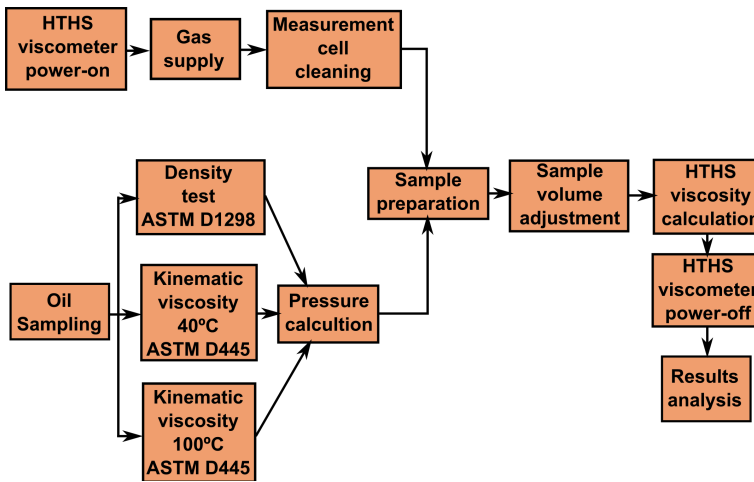 HTHS
viscometer
power-on
Gas
supply
Measurement
cell
cleaning
Density
test
ASTM D1298
Sample
preparation
Sample
volume
adjustment
HTHS
viscosity
calculation
Oil
Sampling
Kinematic
viscosity
40ºC
ASTM D445
Pressure
calcultion
HTHS
viscometer
power-off
Kinematic
viscosity
100ºC
ASTM D445
Results
analysis